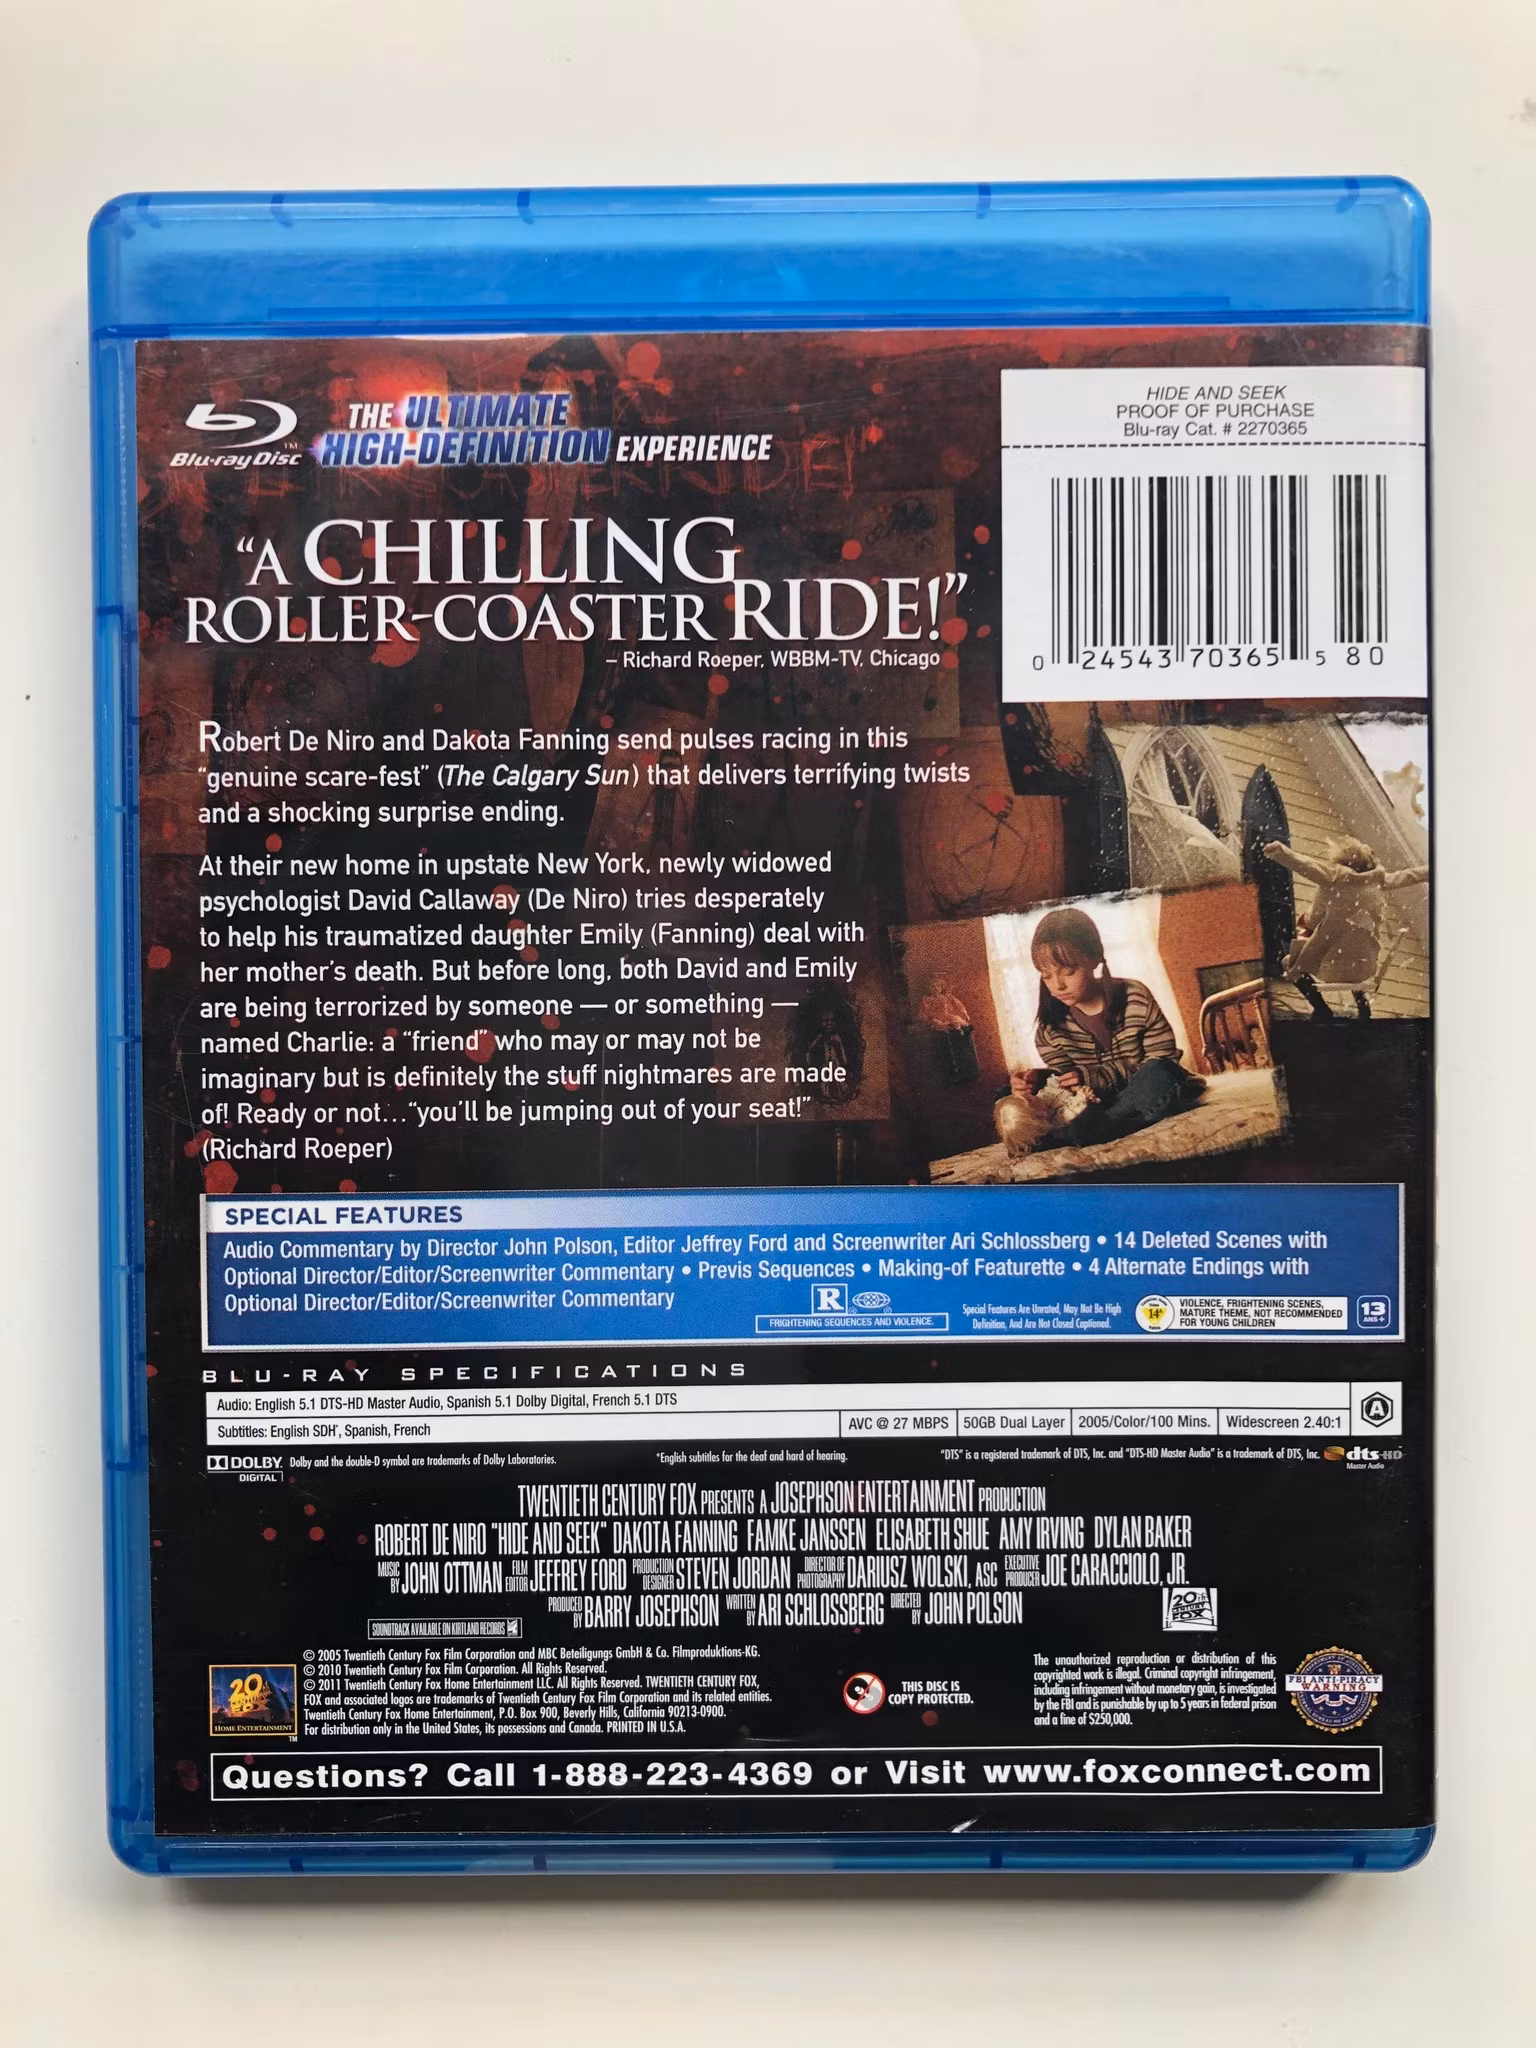 Blu-ray Disc™
THE ULTIMATE
HIGH-DEFINITION EXPERIENCE
HIDE AND SEEK
PROOF OF PURCHASE
Blu-ray Cat. # 2270365
0 24543 70365 5 80
“A CHILLING
ROLLER-COASTER RIDE!”
– Richard Roeper, WBBM-TV, Chicago
Robert De Niro and Dakota Fanning send pulses racing in this
“genuine scare-fest” (The Calgary Sun) that delivers terrifying twists
and a shocking surprise ending.
At their new home in upstate New York, newly widowed
psychologist David Callaway (De Niro) tries desperately
to help his traumatized daughter Emily (Fanning) deal with
her mother’s death. But before long, both David and Emily
are being terrorized by someone — or something —
named Charlie: a “friend” who may or may not be
imaginary but is definitely the stuff nightmares are made
of! Ready or not…“you’ll be jumping out of your seat!”
(Richard Roeper)
SPECIAL FEATURES
Audio Commentary by Director John Polson, Editor Jeffrey Ford and Screenwriter Ari Schlossberg • 14 Deleted Scenes with
Optional Director/Editor/Screenwriter Commentary • Previs Sequences • Making-of Featurette • 4 Alternate Endings with
Optional Director/Editor/Screenwriter Commentary
R
FRIGHTENING SEQUENCES AND VIOLENCE.
Special Features Are Unrated, May Not Be High
Definition, And Are Not Closed Captioned.
14
VIOLENCE, FRIGHTENING SCENES,
MATURE THEME, NOT RECOMMENDED
FOR YOUNG CHILDREN
13
ANS+
BLU-RAY SPECIFICATIONS
Audio: English 5.1 DTS-HD Master Audio, Spanish 5.1 Dolby Digital, French 5.1 DTS
Subtitles: English SDH*, Spanish, French
AVC @ 27 MBPS
50GB Dual Layer
2005/Color/100 Mins.
Widescreen 2.40:1
A
DOLBY
DIGITAL
Dolby and the double-D symbol are trademarks of Dolby Laboratories.
*English subtitles for the deaf and hard of hearing.
“DTS” is a registered trademark of DTS, Inc. and “DTS-HD Master Audio” is a trademark of DTS, Inc.
dts-HD
Master Audio
TWENTIETH CENTURY FOX PRESENTS A JOSEPHSON ENTERTAINMENT PRODUCTION
ROBERT DE NIRO "HIDE AND SEEK" DAKOTA FANNING FAMKE JANSSEN ELISABETH SHUE AMY IRVING DYLAN BAKER
MUSIC BY JOHN OTTMAN FILM EDITOR JEFFREY FORD PRODUCTION DESIGNER STEVEN JORDAN DIRECTOR OF PHOTOGRAPHY DARIUSZ WOLSKI, ASC EXECUTIVE PRODUCER JOE CARACCIOLO, JR.
PRODUCED BY BARRY JOSEPHSON WRITTEN BY ARI SCHLOSSBERG DIRECTED BY JOHN POLSON
20TH CENTURY FOX
SOUNDTRACK AVAILABLE ON KIRTLAND RECORDS
20TH CENTURY FOX
HOME ENTERTAINMENT
TM
© 2005 Twentieth Century Fox Film Corporation and MBC Beteiligungs GmbH & Co. Filmproduktions-KG.
© 2010 Twentieth Century Fox Film Corporation. All Rights Reserved.
© 2011 Twentieth Century Fox Home Entertainment LLC. All Rights Reserved. TWENTIETH CENTURY FOX,
FOX and associated logos are trademarks of Twentieth Century Fox Film Corporation and its related entities.
Twentieth Century Fox Home Entertainment, P.O. Box 900, Beverly Hills, California 90213-0900.
For distribution only in the United States, its possessions and Canada. PRINTED IN U.S.A.
THIS DISC IS
COPY PROTECTED.
The unauthorized reproduction or distribution of this
copyrighted work is illegal. Criminal copyright infringement,
including infringement without monetary gain, is investigated
by the FBI and is punishable by up to 5 years in federal prison
and a fine of $250,000.
FBI ANTI-PIRACY
WARNING
Questions? Call 1-888-223-4369 or Visit www.foxconnect.com